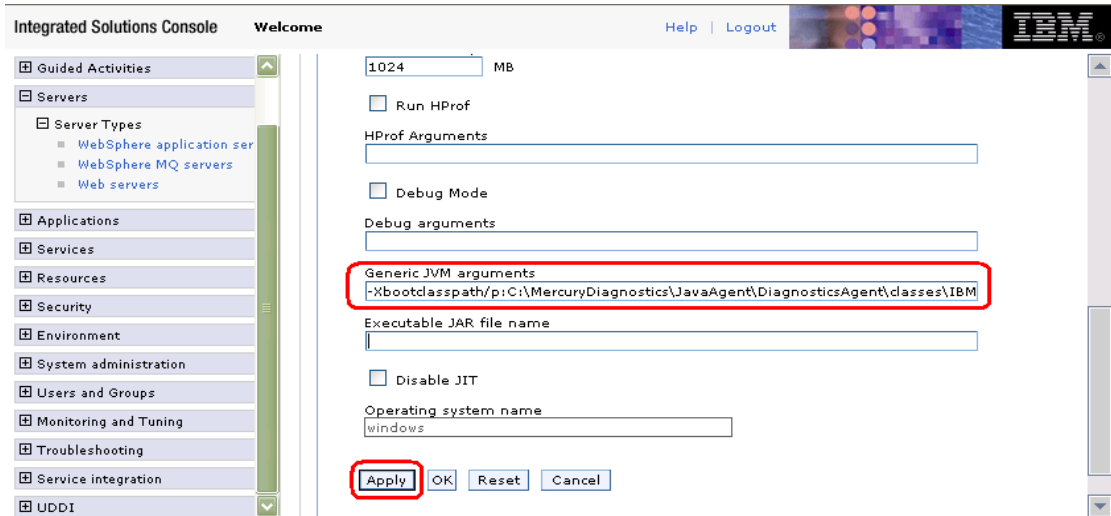 Integrated Solutions Console Welcome Help | Logout IBM®
Guided Activities
Servers
Server Types
WebSphere application ser
WebSphere MQ servers
Web servers
Applications
Services
Resources
Security
Environment
System administration
Users and Groups
Monitoring and Tuning
Troubleshooting
Service integration
UDDI
1024 MB
Run HProf
HProf Arguments
Debug Mode
Debug arguments
Generic JVM arguments
-Xbootclasspath/p:C:\MercuryDiagnostics\JavaAgent\DiagnosticsAgent\classes\IBM
Executable JAR file name
Disable JIT
Operating system name
windows
Apply OK Reset Cancel